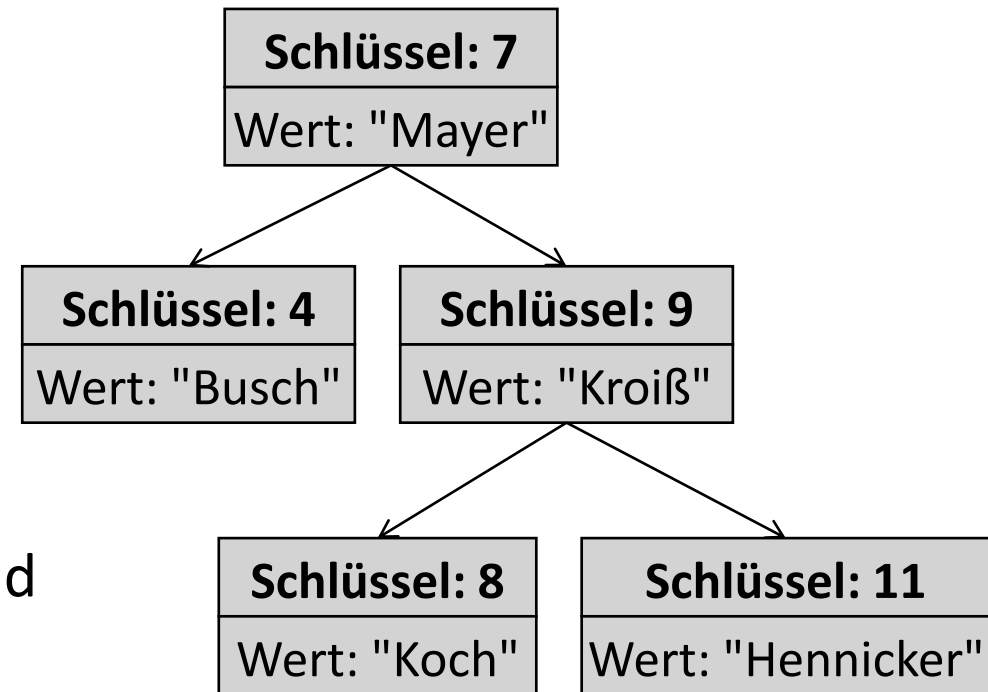 Schlüssel: 7
Wert: "Mayer"
Schlüssel: 4
Wert: "Busch"
Schlüssel: 9
Wert: "Kroiß"
d
Schlüssel: 8
Wert: "Koch"
Schlüssel: 11
Wert: "Hennicker"